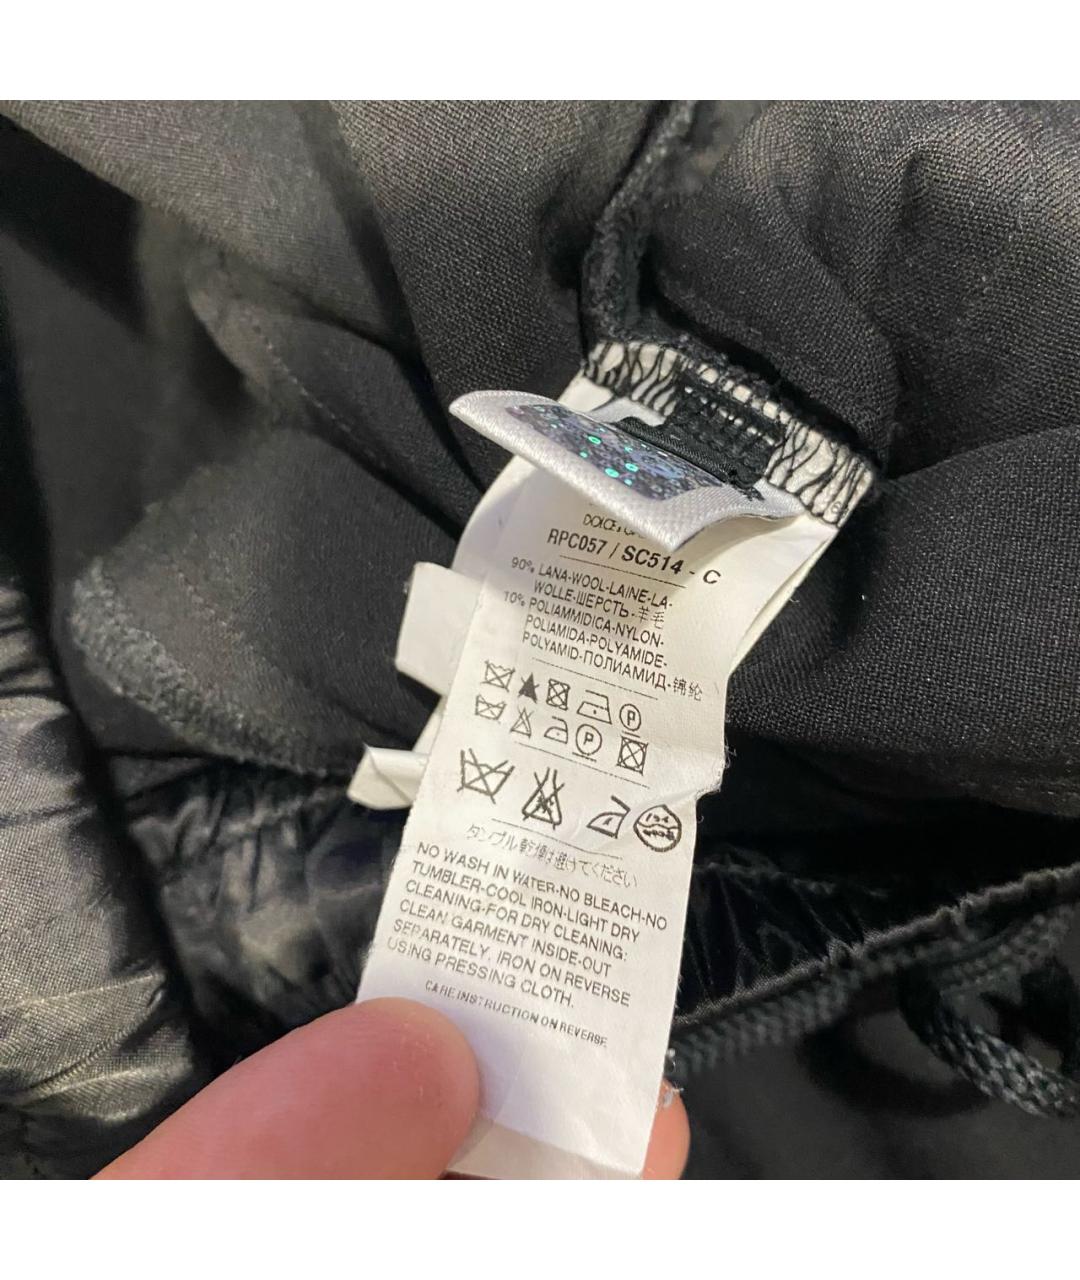 RPC057 / SC514 - C
90% LANA-WOOL-LAINE-LA-
WOLLE-ШЕРСТЬ-羊毛
10% POLIAMMIDICA-NYLON-
POLIAMIDA-POLYAMIDE-
POLYAMID-ПОЛИАМИД-锦纶
P
P
タンブル乾燥は避けてください
NO WASH IN WATER-NO BLEACH-NO
TUMBLER-COOL IRON-LIGHT DRY
CLEANING-FOR DRY CLEANING:
CLEAN GARMENT INSIDE-OUT
SEPARATELY. IRON ON REVERSE
USING PRESSING CLOTH.
CARE INSTRUCTION ON REVERSE